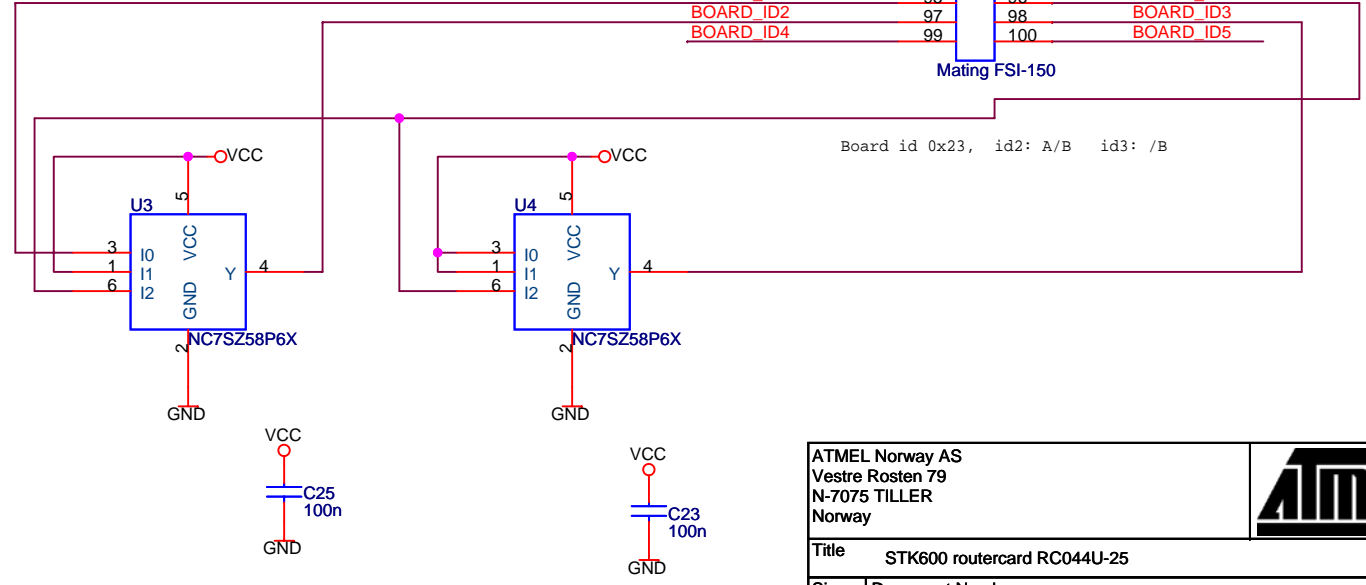 BOARD_ID2 97 98 BOARD_ID3
BOARD_ID4 99 100 BOARD_ID5
Mating FSI-150
Board id 0x23, id2: A/B id3: /B
VCC
VCC
U3
5
VCC
3 I0
1 I1
6 I2
Y 4
GND
2
NC7SZ58P6X
GND
U4
5
VCC
3 I0
1 I1
6 I2
Y 4
GND
2
NC7SZ58P6X
GND
VCC
C25
100n
GND
VCC
C23
100n
GND
ATMEL Norway AS
Vestre Rosten 79
N-7075 TILLER
Norway
Title STK600 routercard RC044U-25